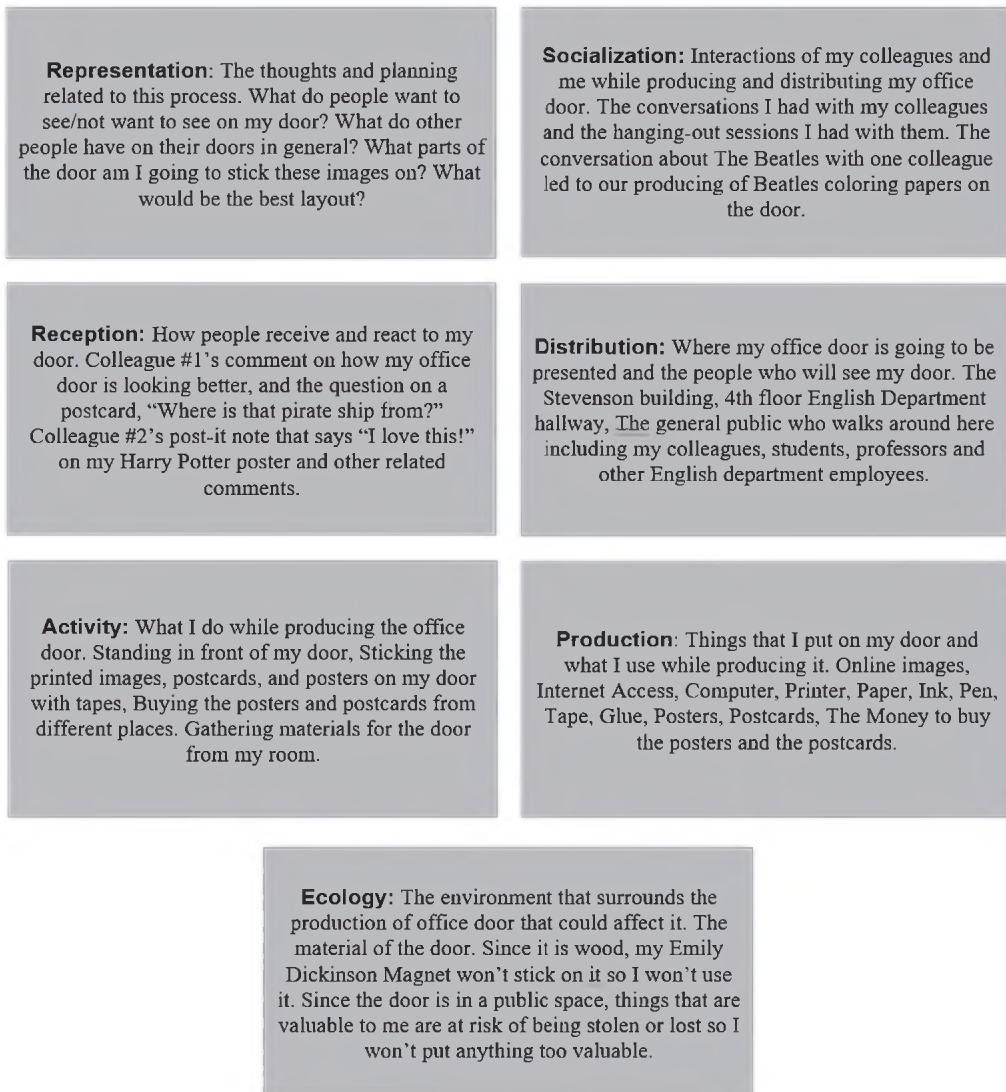 Representation: The thoughts and planning
related to this process. What do people want to
see/not want to see on my door? What do other
people have on their doors in general? What parts of
the door am I going to stick these images on? What
would be the best layout?
Socialization: Interactions of my colleagues and
me while producing and distributing my office
door. The conversations I had with my colleagues
and the hanging-out sessions I had with them. The
conversation about The Beatles with one colleague
led to our producing of Beatles coloring papers on
the door.
Reception: How people receive and react to my
door. Colleague #1's comment on how my office
door is looking better, and the question on a
postcard, “Where is that pirate ship from?”
Colleague #2's post-it note that says “I love this!”
on my Harry Potter poster and other related
comments.
Distribution: Where my office door is going to be
presented and the people who will see my door. The
Stevenson building, 4th floor English Department
hallway, The general public who walks around here
including my colleagues, students, professors and
other English department employees.
Activity: What I do while producing the office
door. Standing in front of my door, Sticking the
printed images, postcards, and posters on my door
with tapes, Buying the posters and postcards from
different places. Gathering materials for the door
from my room.
Production: Things that I put on my door and
what I use while producing it. Online images,
Internet Access, Computer, Printer, Paper, Ink, Pen,
Tape, Glue, Posters, Postcards, The Money to buy
the posters and the postcards.
Ecology: The environment that surrounds the
production of office door that could affect it. The
material of the door. Since it is wood, my Emily
Dickinson Magnet won't stick on it so I won't use
it. Since the door is in a public space, things that are
valuable to me are at risk of being stolen or lost so I
won't put anything too valuable.